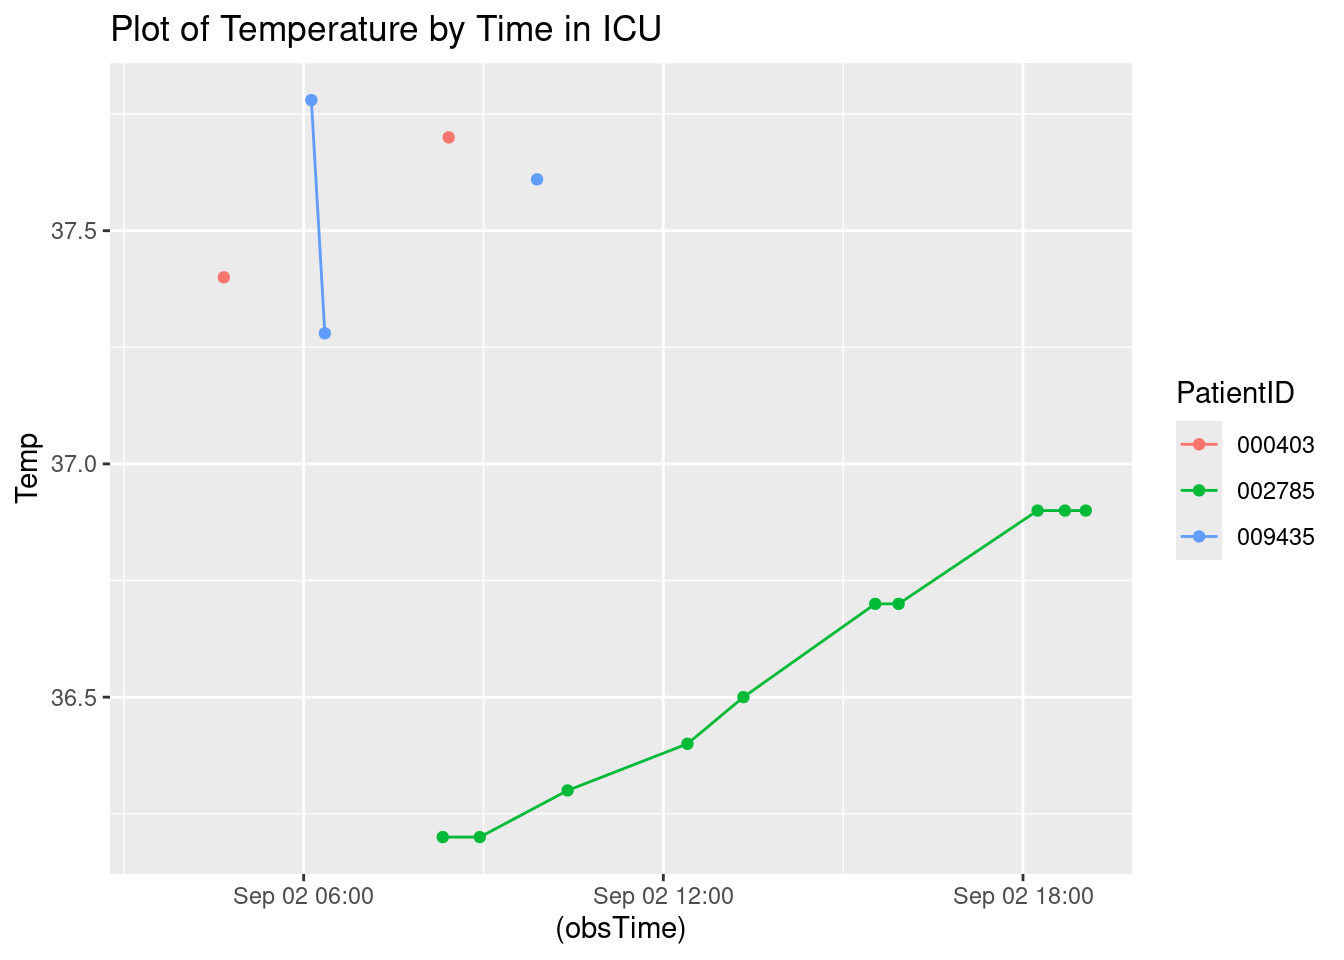 Plot of Temperature by Time in ICU
37.5
37.0
36.5
Temp
Sep 02 06:00
Sep 02 12:00
Sep 02 18:00
(obsTime)
PatientID
000403
002785
009435